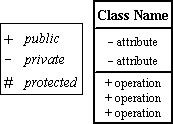 + public
- private
# protected
Class Name
- attribute
- attribute
+ operation
+ operation
+ operation